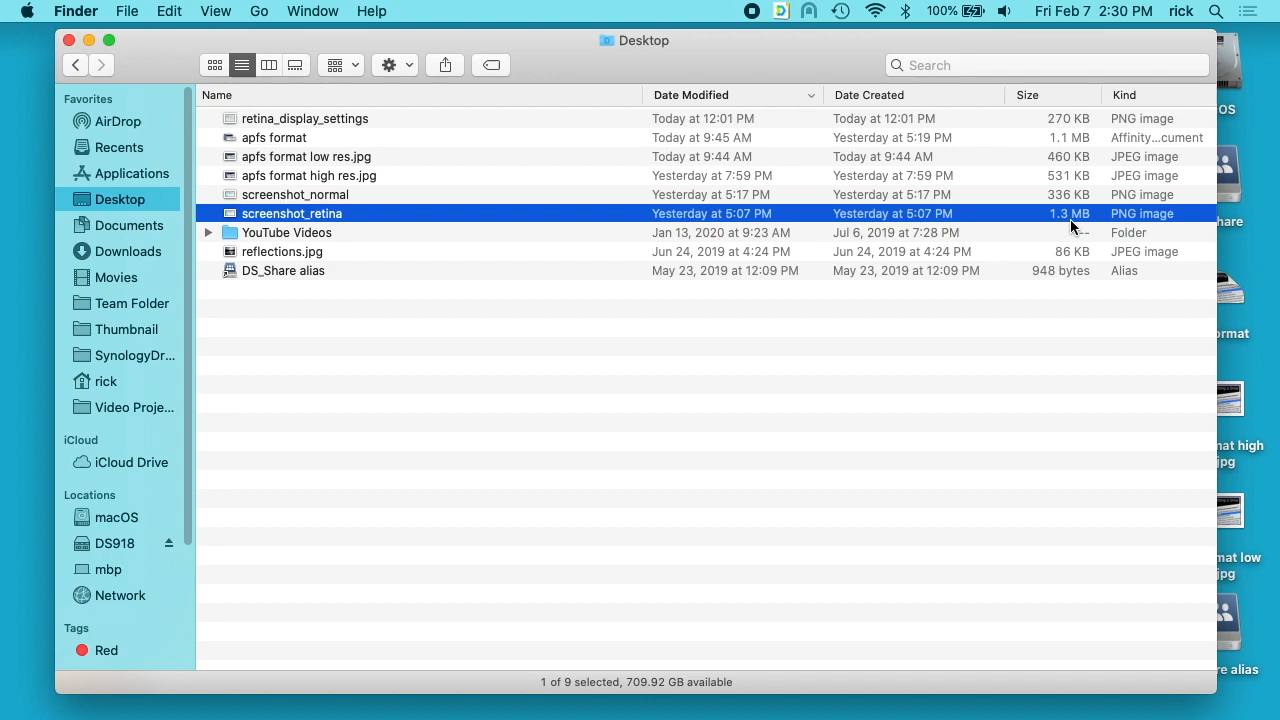 Finder File Edit View Go Window Help 100% Fri Feb 7 2:30 PM rick
Desktop
Search
Favorites
AirDrop
Recents
Applications
Desktop
Documents
Downloads
Movies
Team Folder
Thumbnail
SynologyDr...
rick
Video Proje...
iCloud
iCloud Drive
Locations
macOS
DS918
mbp
Network
Tags
Red
Name Date Modified Date Created Size Kind
retina_display_settings Today at 12:01 PM Today at 12:01 PM 270 KB PNG image
apfs format Today at 9:45 AM Yesterday at 5:19 PM 1.1 MB Affinity...cument
apfs format low res.jpg Today at 9:44 AM Today at 9:44 AM 460 KB JPEG image
apfs format high res.jpg Yesterday at 7:59 PM Yesterday at 7:59 PM 531 KB JPEG image
screenshot_normal Yesterday at 5:17 PM Yesterday at 5:17 PM 336 KB PNG image
screenshot_retina Yesterday at 5:07 PM Yesterday at 5:07 PM 1.3 MB PNG image
YouTube Videos Jan 13, 2020 at 9:23 AM Jul 6, 2019 at 7:28 PM -- Folder
reflections.jpg Jun 24, 2019 at 4:24 PM Jun 24, 2019 at 4:24 PM 86 KB JPEG image
DS_Share alias May 23, 2019 at 12:09 PM May 23, 2019 at 12:09 PM 948 bytes Alias
1 of 9 selected, 709.92 GB available
OS
hare
ormat
mat high
jpg
mat low
jpg
re alias